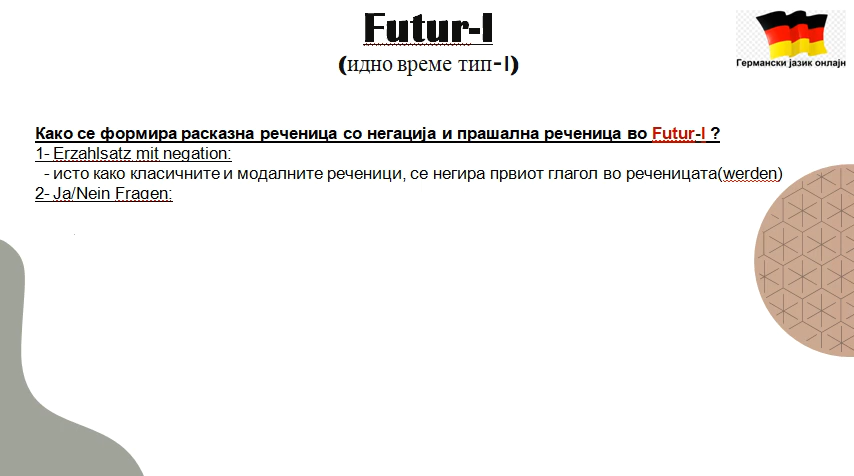 Futur-I
(идно време тип-I)
Германски јазик онлајн
Како се формира расказна реченица со негација и прашална реченица во Futur-I ?
1- Erzahlsatz mit negation:
- исто како класичните и модалните реченици, се негира првиот глагол во реченицата(werden)
2- Ja/Nein Fragen: